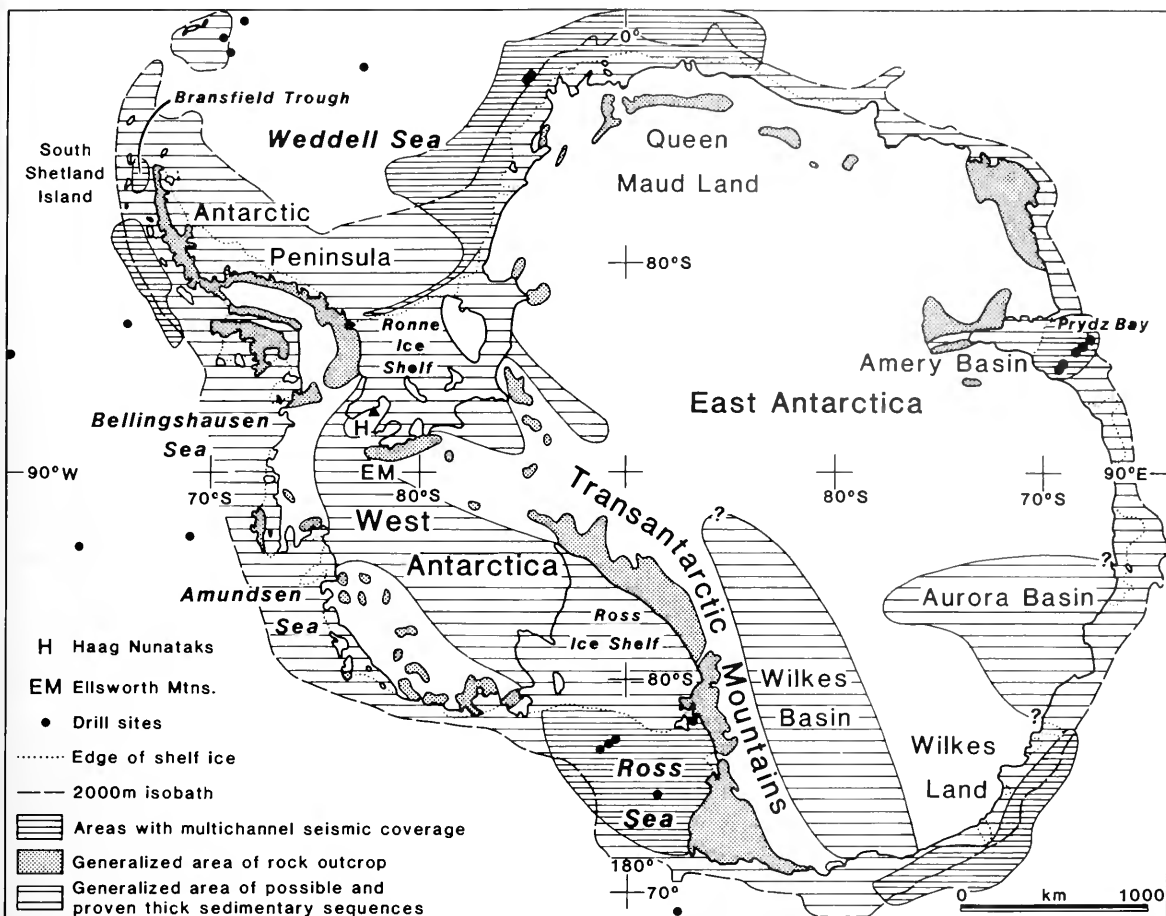 0°
Bransfield Trough
Weddell Sea
South
Shetland
Island
Queen
Maud Land
Antarctic
Peninsula
80°S
Prydz Bay
Ronne
Ice
Shelf
Amery Basin
East Antarctica
Bellingshausen
Sea
H
EM
90°W
70°S
80°S
80°S
70°S
90°E
West
Antarctica
Transantarctic
Mountains
?
?
Aurora Basin
Amundsen
Sea
Ross
Ice Shelf
80°S
Wilkes
Basin
?
Wilkes
Land
Ross
Sea
180°
70°
H Haag Nunataks
EM Ellsworth Mtns.
Drill sites
Edge of shelf ice
2000m isobath
Areas with multichannel seismic coverage
Generalized area of rock outcrop
Generalized area of possible and
proven thick sedimentary sequences
0 km 1000